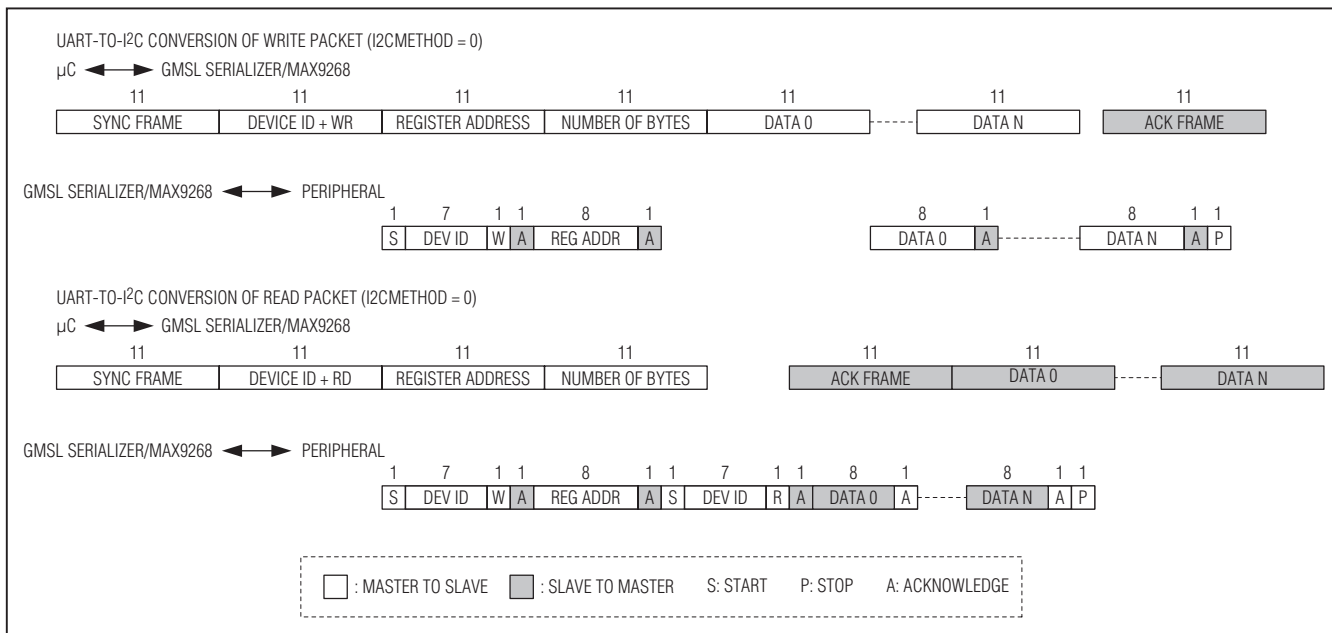 UART-TO-I2C CONVERSION OF WRITE PACKET (I2CMETHOD = 0)
µC GMSL SERIALIZER/MAX9268
11 11 11 11 11 11 11
SYNC FRAME DEVICE ID + WR REGISTER ADDRESS NUMBER OF BYTES DATA 0 DATA N ACK FRAME
GMSL SERIALIZER/MAX9268 PERIPHERAL
1 7 1 1 8 1 8 1 8 1 1
S DEV ID W A REG ADDR A DATA 0 A DATA N A P
UART-TO-I2C CONVERSION OF READ PACKET (I2CMETHOD = 0)
µC GMSL SERIALIZER/MAX9268
11 11 11 11 11 11 11
SYNC FRAME DEVICE ID + RD REGISTER ADDRESS NUMBER OF BYTES ACK FRAME DATA 0 DATA N
GMSL SERIALIZER/MAX9268 PERIPHERAL
1 7 1 1 8 1 1 7 1 1 8 1 8 1 1
S DEV ID W A REG ADDR A S DEV ID R A DATA 0 A DATA N A P
: MASTER TO SLAVE : SLAVE TO MASTER S: START P: STOP A: ACKNOWLEDGE